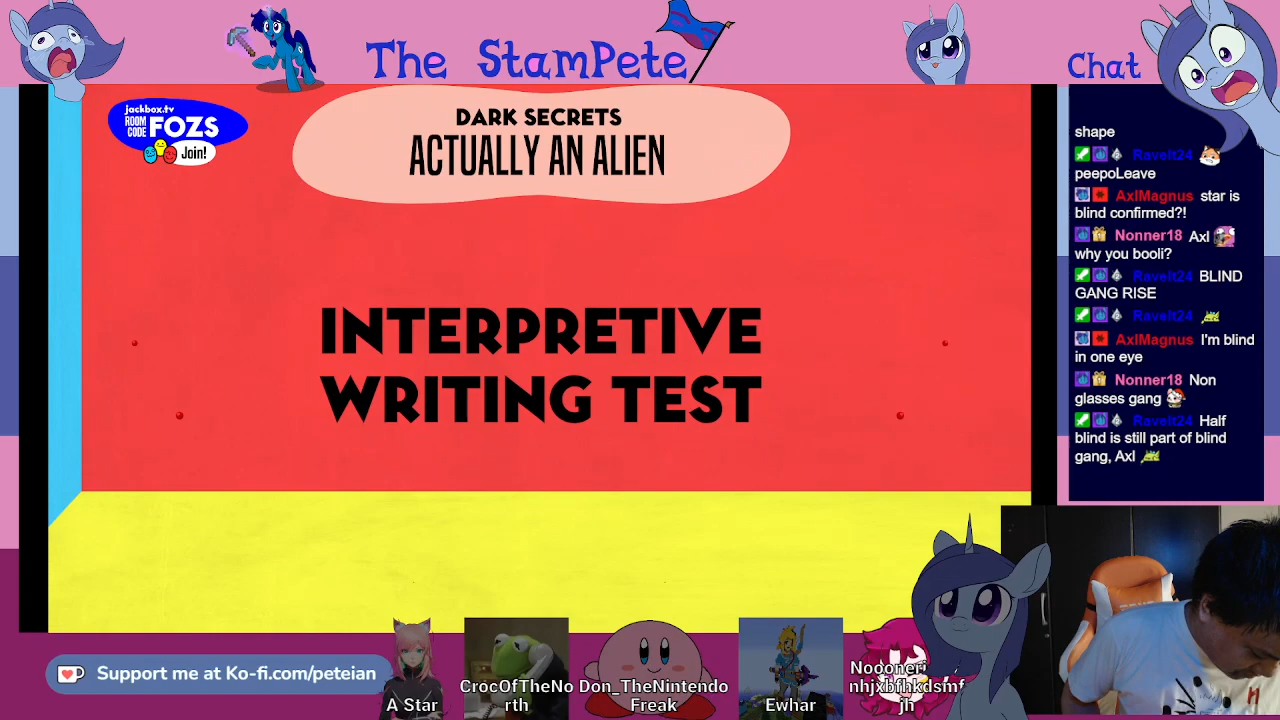 The StamPete
Chat
jackbox.tv
ROOM
CODE
FOZS
Join!
DARK SECRETS
ACTUALLY AN ALIEN
INTERPRETIVE
WRITING TEST
shape
Ravelt24
peepoLeave
AxlMagnus star is
blind confirmed?!
Nonner18 Axl
why you booli?
Ravelt24 BLIND
GANG RISE
Ravelt24
AxlMagnus I'm blind
in one eye
Nonner18 Non
glasses gang
Ravelt24 Half
blind is still part of blind
gang, Axl
Support me at Ko-fi.com/peteian
A Star
CrocOfTheNo
rth
Don_TheNintendo
Freak
Ewhar
Noooneri
nhjxbfhkdsmf
jh